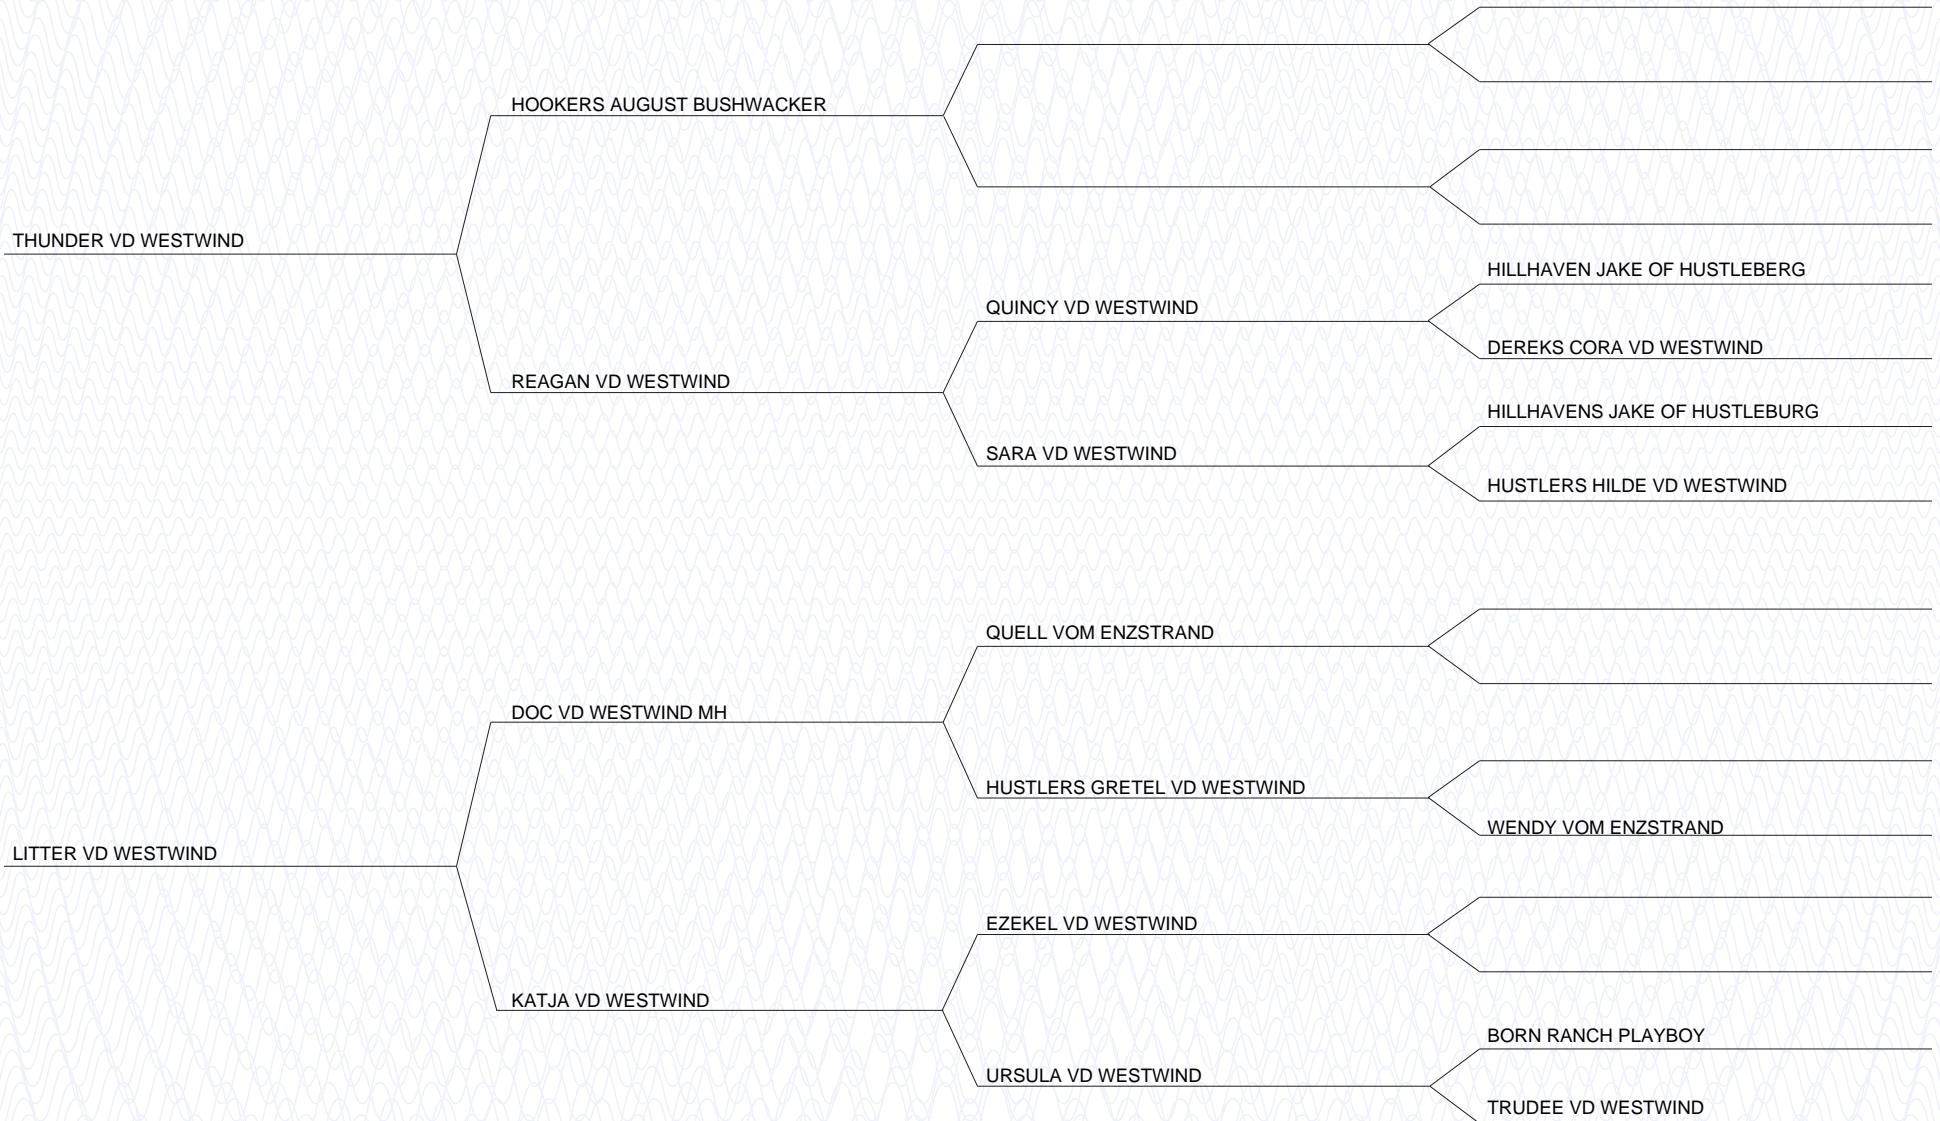 HOOKERS AUGUST BUSHWACKER
THUNDER VD WESTWIND
HILLHAVEN JAKE OF HUSTLEBERG
QUINCY VD WESTWIND
DEREKS CORA VD WESTWIND
REAGAN VD WESTWIND
HILLHAVENS JAKE OF HUSTLEBURG
SARA VD WESTWIND
HUSTLERS HILDE VD WESTWIND
QUELL VOM ENZSTRAND
DOC VD WESTWIND MH
HUSTLERS GRETEL VD WESTWIND
WENDY VOM ENZSTRAND
LITTER VD WESTWIND
EZEKEL VD WESTWIND
KATJA VD WESTWIND
BORN RANCH PLAYBOY
URSULA VD WESTWIND
TRUDEE VD WESTWIND